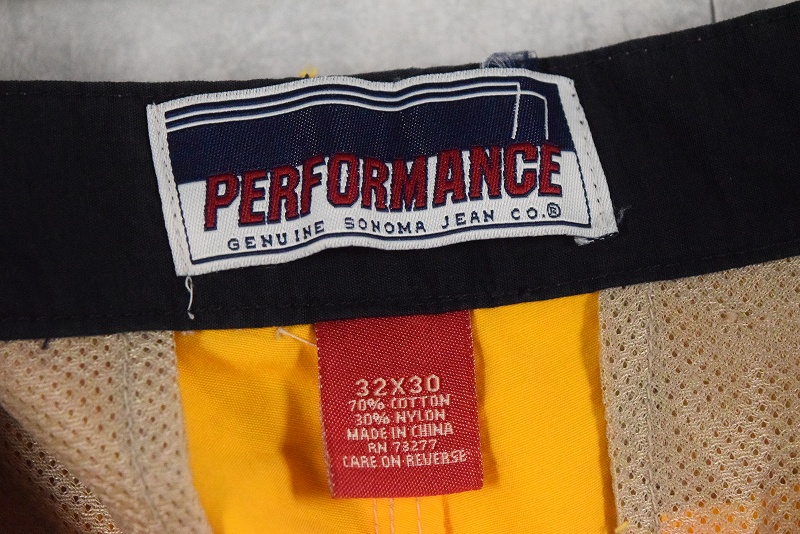 PERFORMANCE
GENUINE SONOMA JEAN CO.®
32X30
70% COTTON
30% NYLON
MADE IN CHINA
RN 73277
CARE ON REVERSE